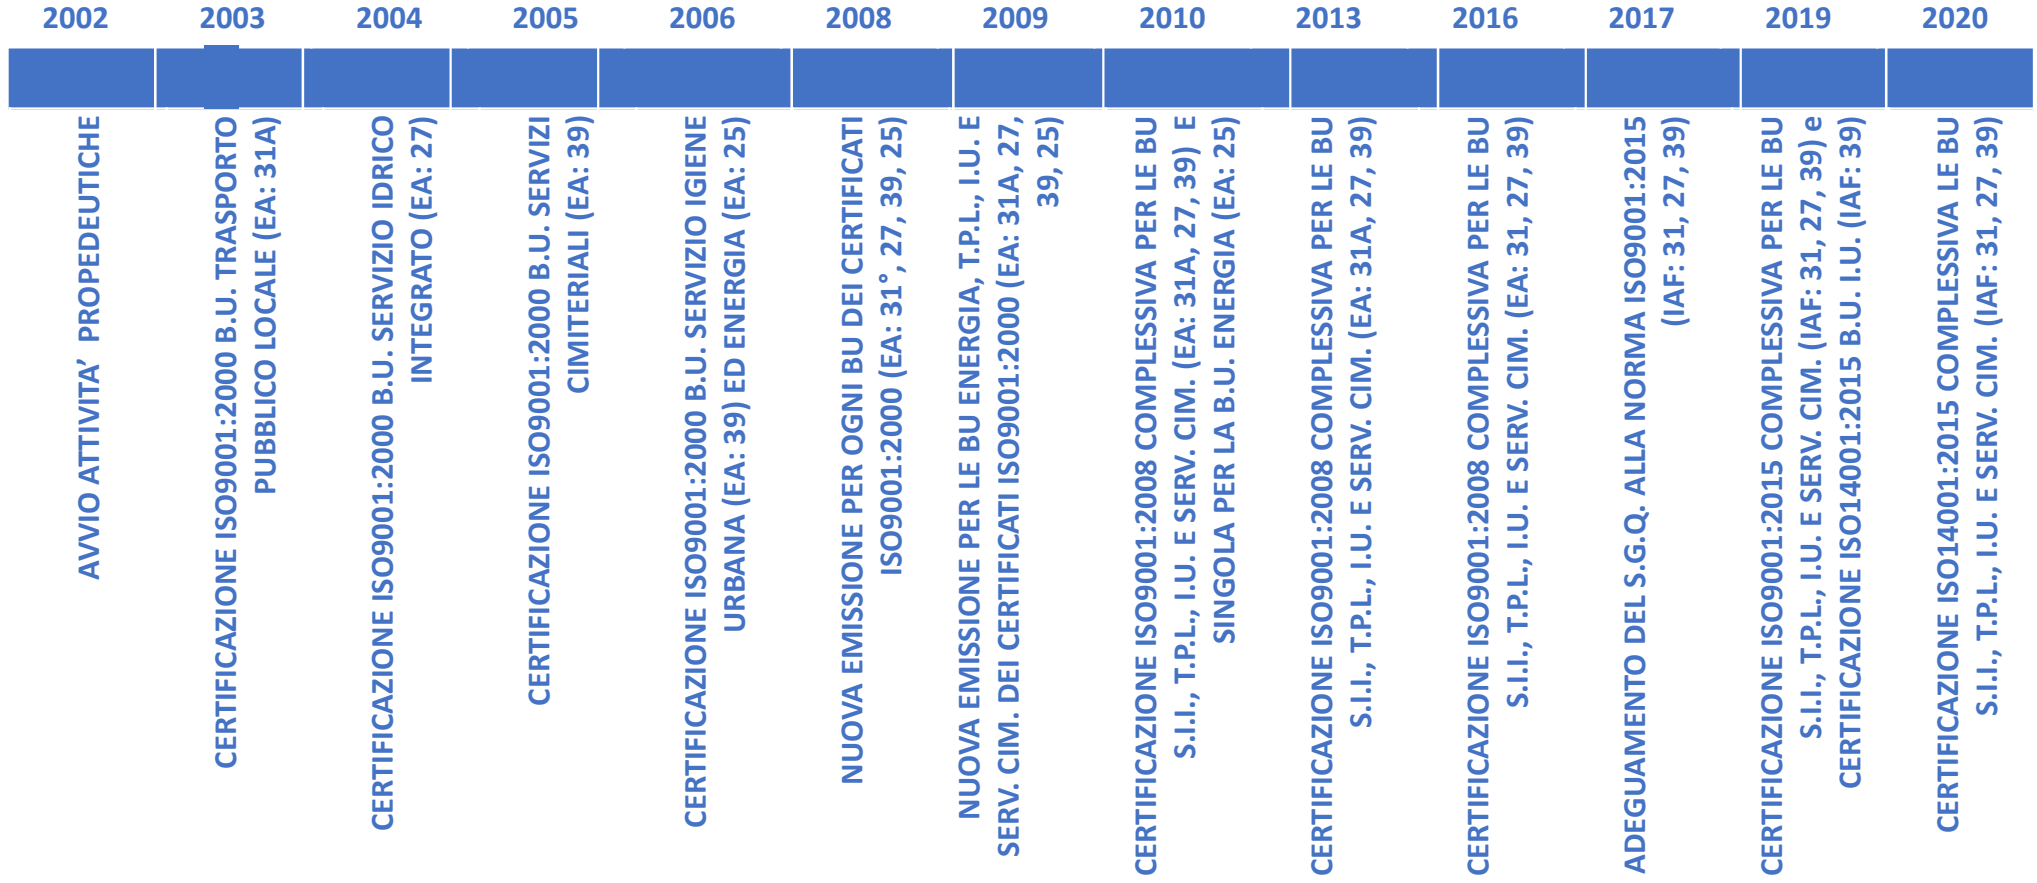 2002
2003
2004
2005
2006
2008
2009
2010
2013
2016
2017
2019
2020
AVVIO ATTIVITA’ PROPEDEUTICHE
CERTIFICAZIONE ISO9001:2000 B.U. TRASPORTO
PUBBLICO LOCALE (EA: 31A)
CERTIFICAZIONE ISO9001:2000 B.U. SERVIZIO IDRICO
INTEGRATO (EA: 27)
CERTIFICAZIONE ISO9001:2000 B.U. SERVIZI
CIMITERIALI (EA: 39)
CERTIFICAZIONE ISO9001:2000 B.U. SERVIZIO IGIENE
URBANA (EA: 39) ED ENERGIA (EA: 25)
NUOVA EMISSIONE PER OGNI BU DEI CERTIFICATI
ISO9001:2000 (EA: 31°, 27, 39, 25)
NUOVA EMISSIONE PER LE BU ENERGIA, T.P.L., I.U. E
SERV. CIM. DEI CERTIFICATI ISO9001:2000 (EA: 31A, 27,
39, 25)
CERTIFICAZIONE ISO9001:2008 COMPLESSIVA PER LE BU
S.I.I., T.P.L., I.U. E SERV. CIM. (EA: 31A, 27, 39) E
SINGOLA PER LA B.U. ENERGIA (EA: 25)
CERTIFICAZIONE ISO9001:2008 COMPLESSIVA PER LE BU
S.I.I., T.P.L., I.U. E SERV. CIM. (EA: 31A, 27, 39)
CERTIFICAZIONE ISO9001:2008 COMPLESSIVA PER LE BU
S.I.I., T.P.L., I.U. E SERV. CIM. (EA: 31, 27, 39)
ADEGUAMENTO DEL S.G.Q. ALLA NORMA ISO9001:2015
(IAF: 31, 27, 39)
CERTIFICAZIONE ISO9001:2015 COMPLESSIVA PER LE BU
S.I.I., T.P.L., I.U. E SERV. CIM. (IAF: 31, 27, 39) e
CERTIFICAZIONE ISO14001:2015 B.U. I.U. (IAF: 39)
CERTIFICAZIONE ISO14001:2015 COMPLESSIVA LE BU
S.I.I., T.P.L., I.U. E SERV. CIM. (IAF: 31, 27, 39)